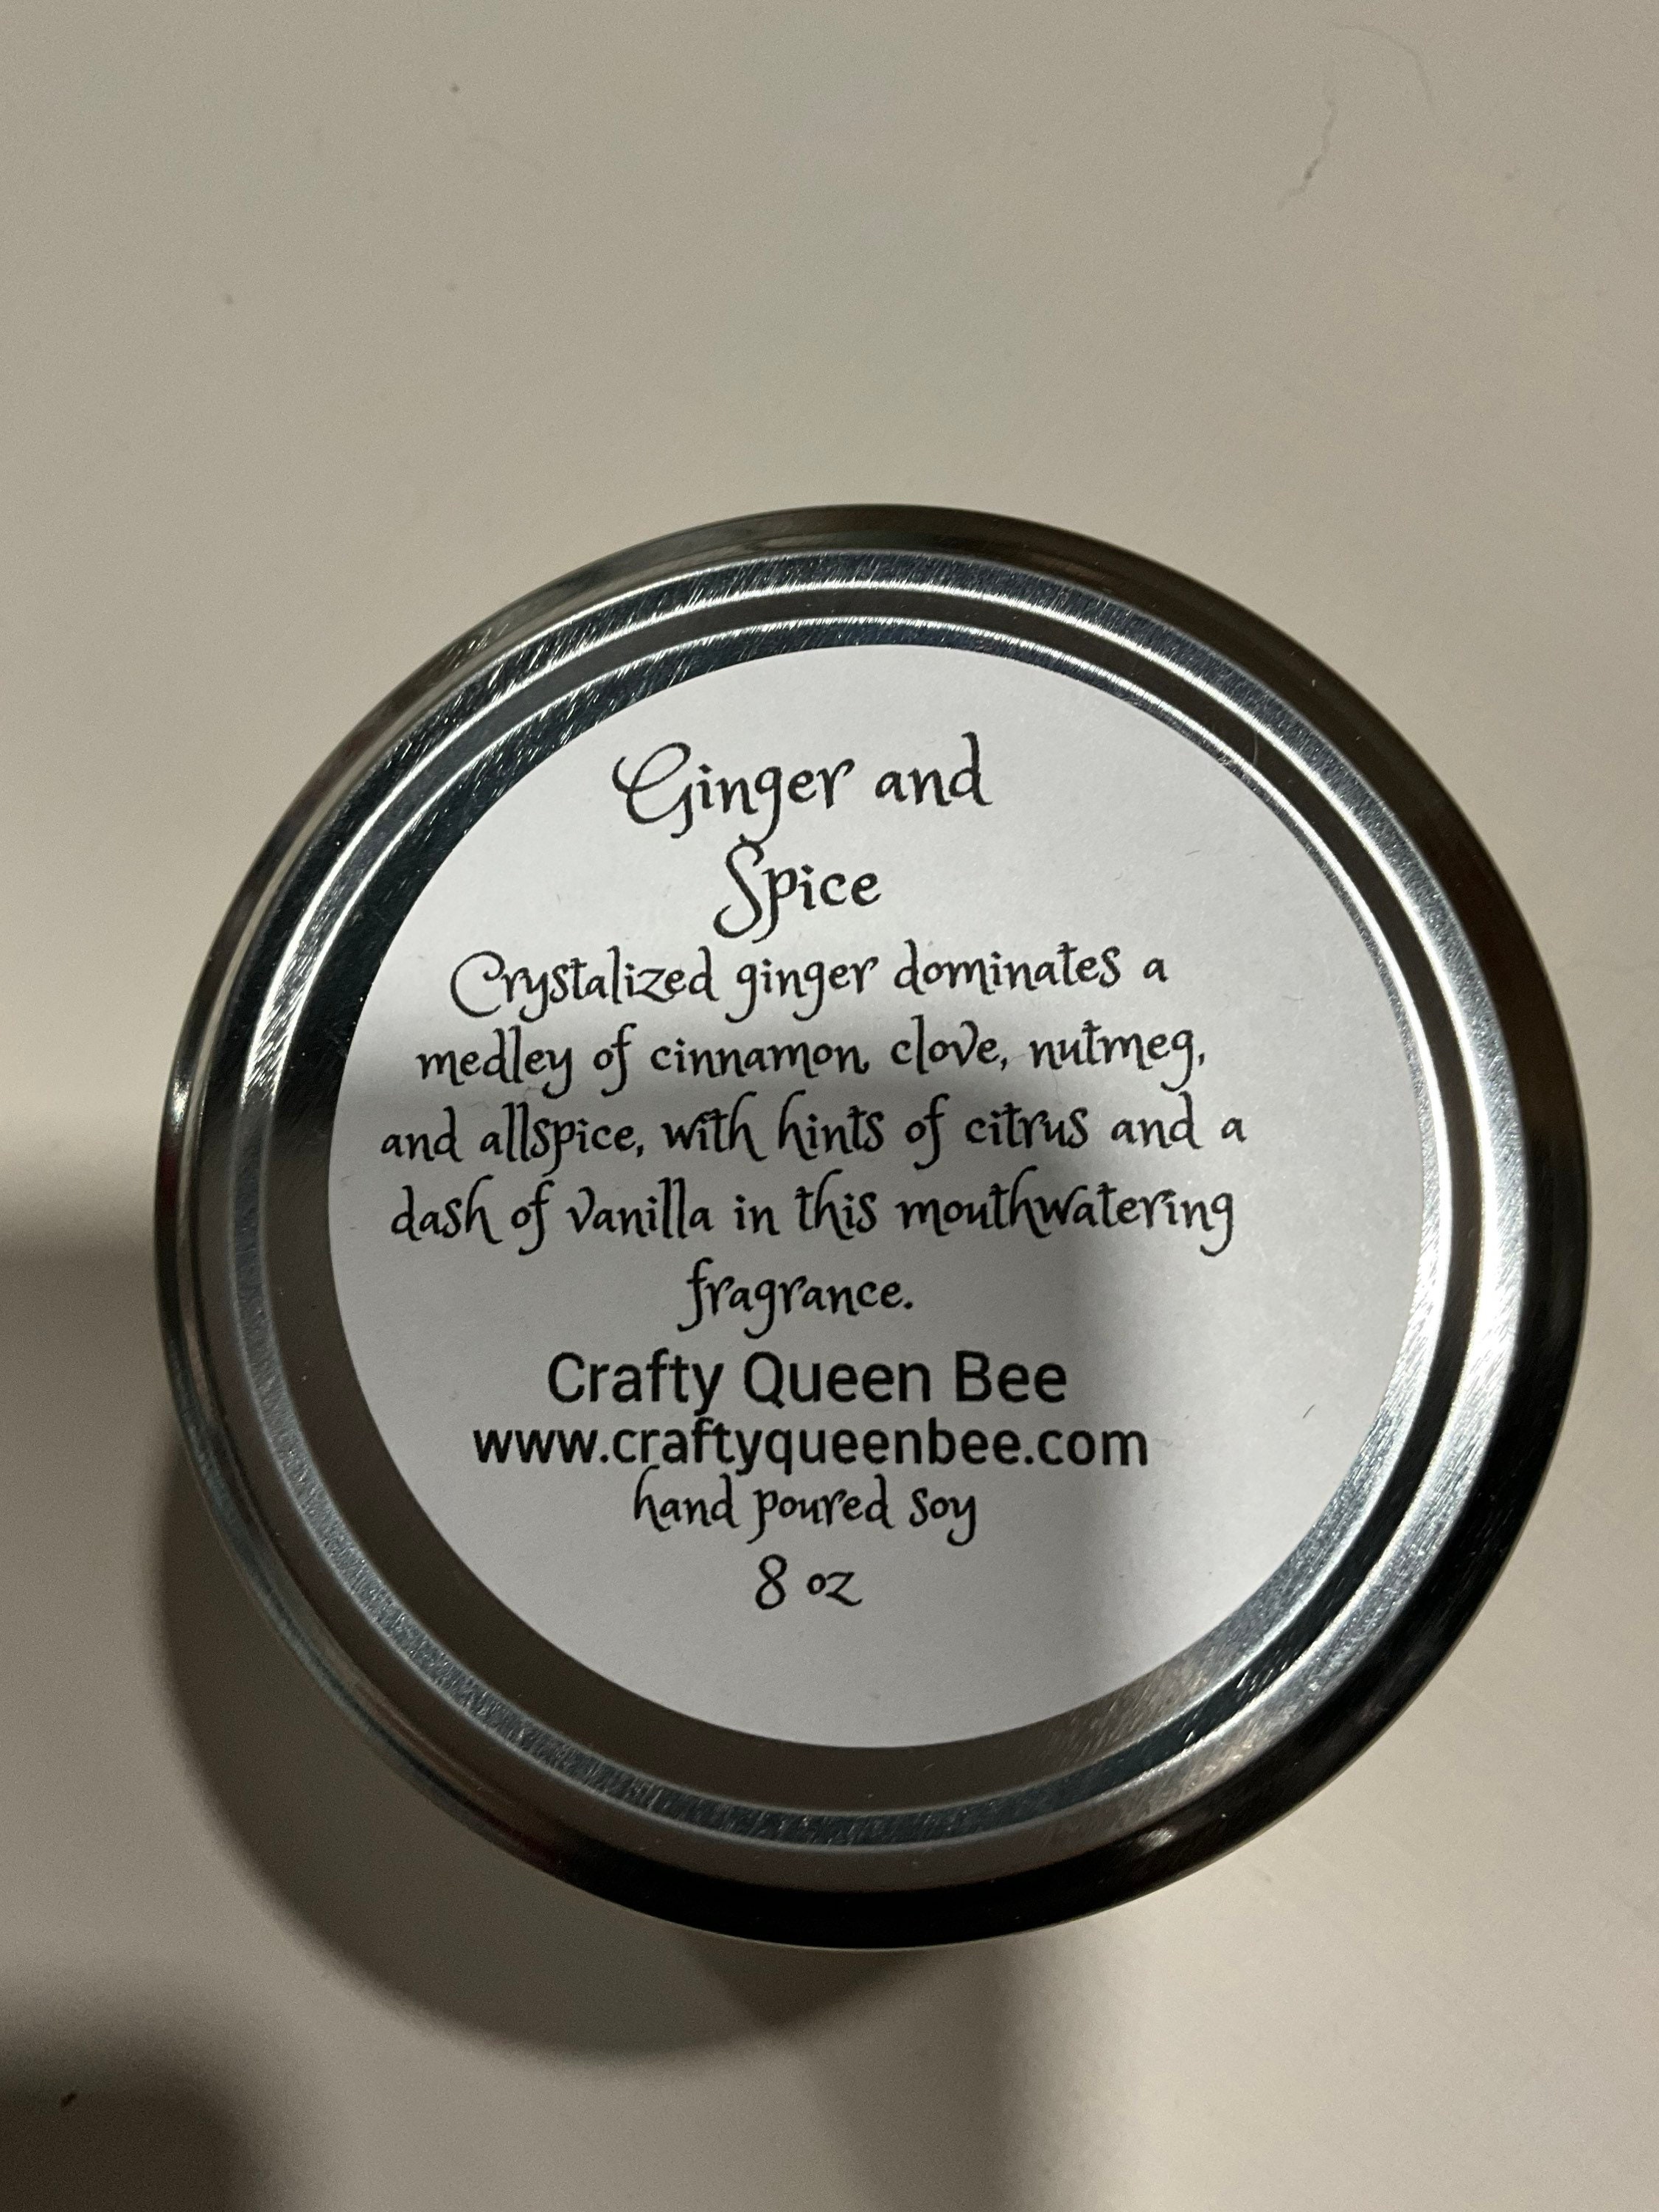 Ginger and
Spice
Crystalized ginger dominates a
medley of cinnamon, clove, nutmeg,
and allspice, with hints of citrus and a
dash of vanilla in this mouthwatering
fragrance.
Crafty Queen Bee
www.craftyqueenbee.com
hand poured soy
8 oz